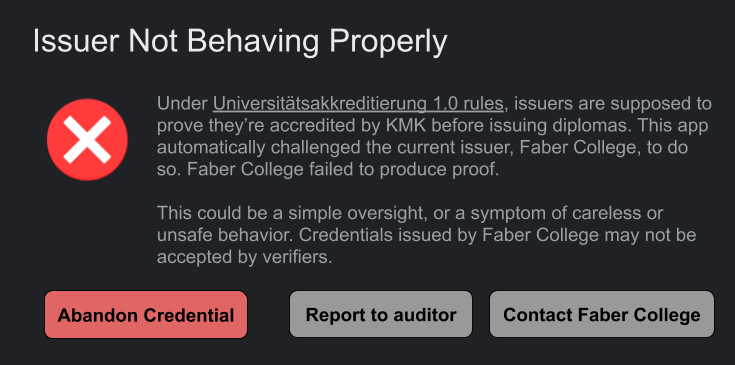 Issuer Not Behaving Properly
Under Universitätsakkreditierung 1.0 rules, issuers are supposed to
prove they're accredited by KMK before issuing diplomas. This app
automatically challenged the current issuer, Faber College, to do
so. Faber College failed to produce proof.
This could be a simple oversight, or a symptom of careless or
unsafe behavior. Credentials issued by Faber College may not be
accepted by verifiers.
Abandon Credential
Report to auditor
Contact Faber College